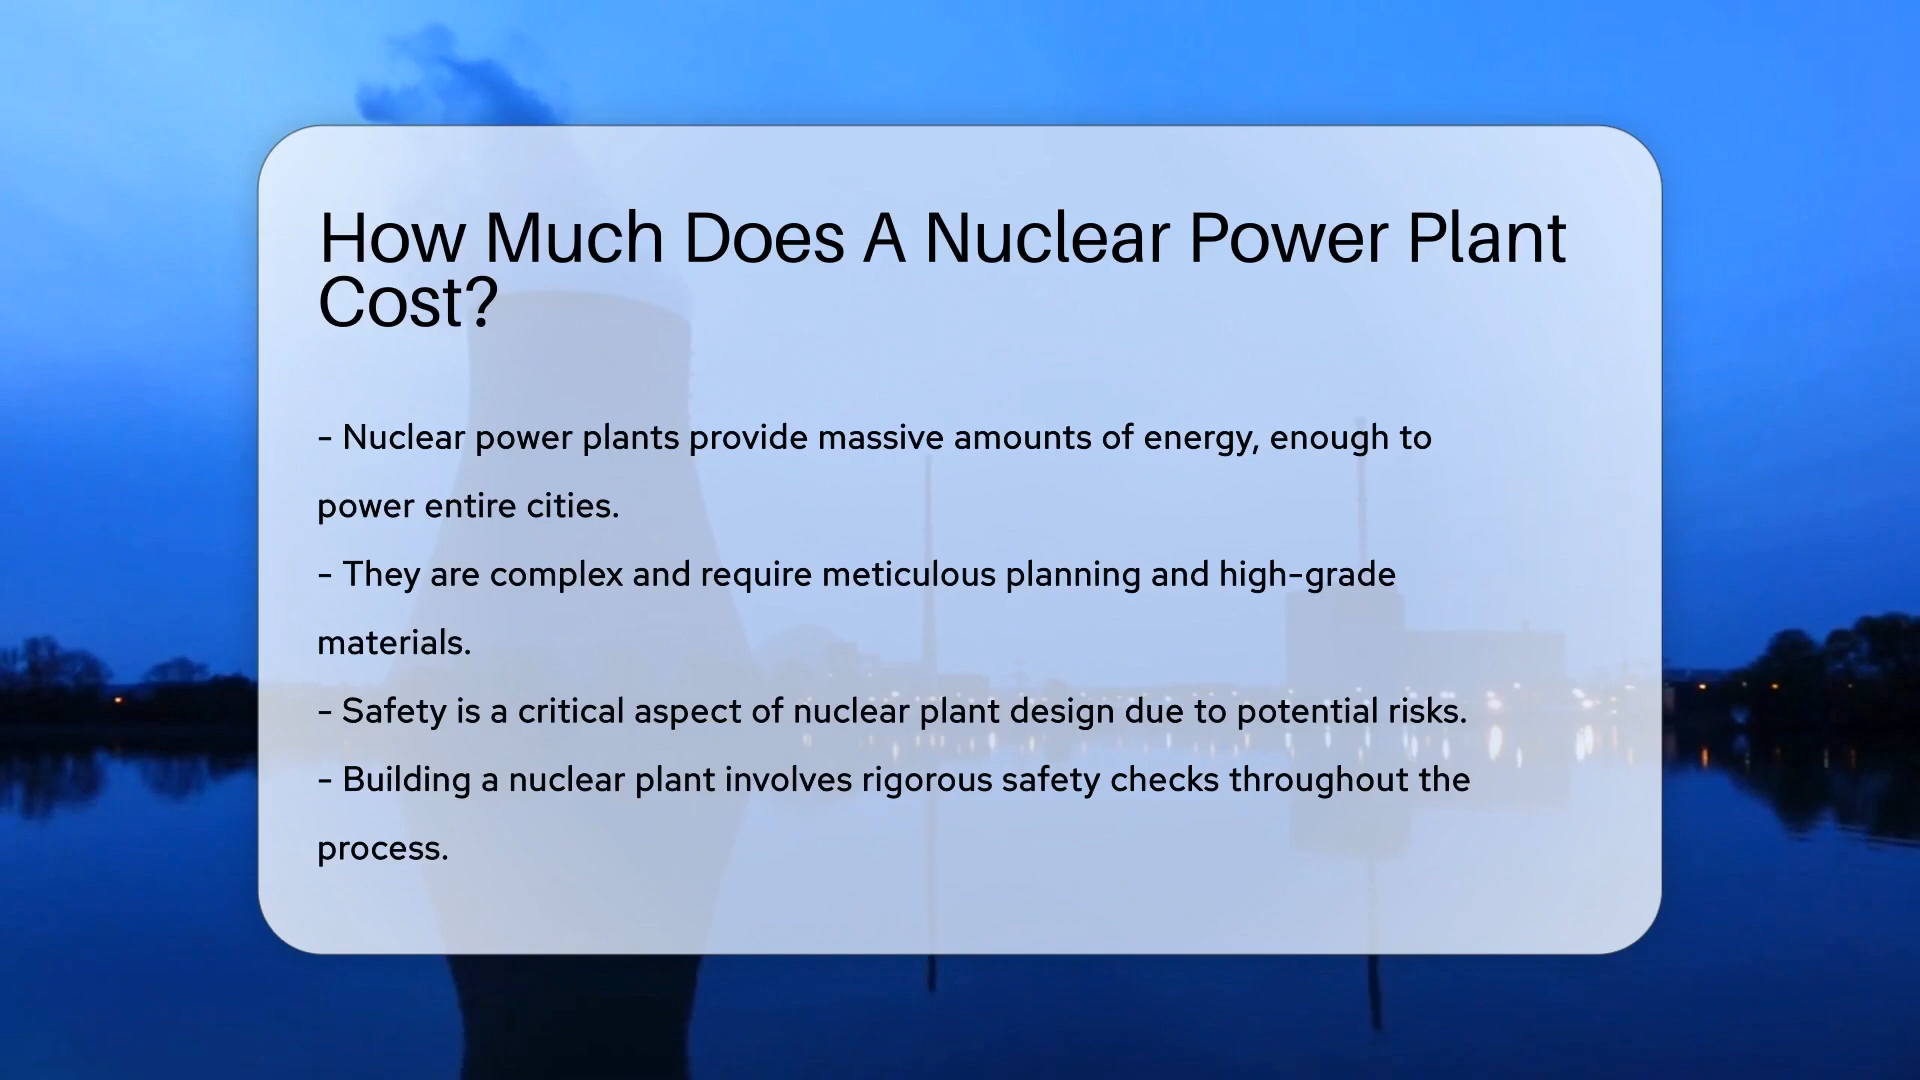 How Much Does A Nuclear Power Plant
Cost?
- Nuclear power plants provide massive amounts of energy, enough to
power entire cities.
- They are complex and require meticulous planning and high-grade
materials.
- Safety is a critical aspect of nuclear plant design due to potential risks.
- Building a nuclear plant involves rigorous safety checks throughout the
process.